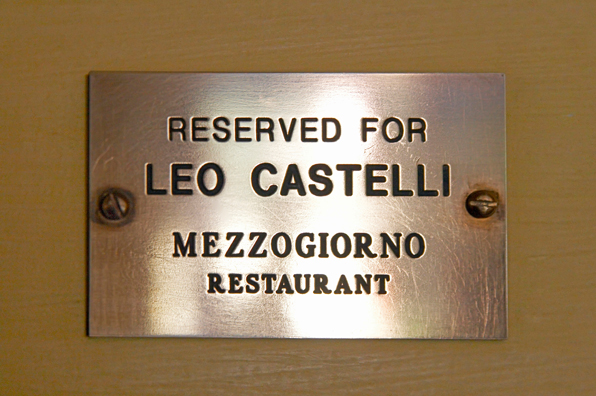 RESERVED FOR
LEO CASTELLI
MEZZOGIORNO
RESTAURANT